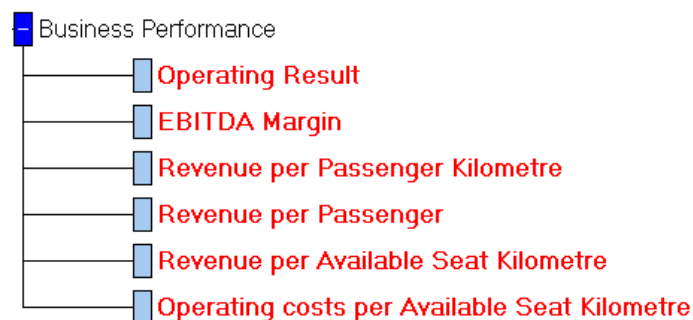 Business Performance
Operating Result
EBITDA Margin
Revenue per Passenger Kilometre
Revenue per Passenger
Revenue per Available Seat Kilometre
Operating costs per Available Seat Kilometre